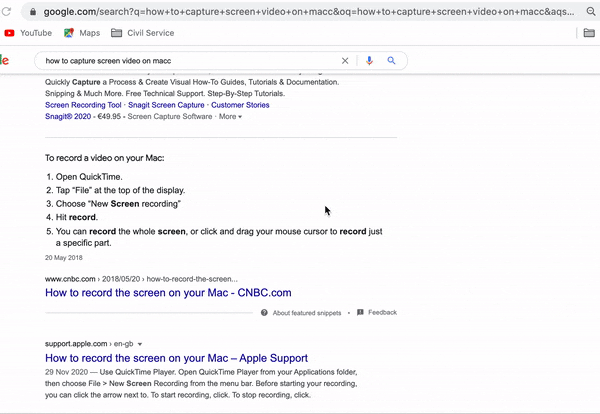 google.com/search?q=how+to+capture+screen+video+on+macc&oq=how+to+capture+screen+video+on+macc&aqs...
YouTube Maps Civil Service
how to capture screen video on macc
Quickly Capture a Process & Create Visual How-To Guides, Tutorials & Documentation.
Snipping & Much More. Free Technical Support. Step-By-Step Tutorials.
Screen Recording Tool · Snagit Screen Capture · Customer Stories
Snagit® 2020 - €49.95 - Screen Capture Software · More ▾
To record a video on your Mac:
1. Open QuickTime.
2. Tap “File” at the top of the display.
3. Choose “New Screen recording”
4. Hit record.
5. You can record the whole screen, or click and drag your mouse cursor to record just
a specific part.
20 May 2018
www.cnbc.com › 2018/05/20 › how-to-record-the-screen...
How to record the screen on your Mac - CNBC.com
About featured snippets • Feedback
support.apple.com › en-gb ▾
How to record the screen on your Mac – Apple Support
29 Nov 2020 — Use QuickTime Player. Open QuickTime Player from your Applications folder,
then choose File > New Screen Recording from the menu bar. Before starting your recording,
you can click the arrow next to. To start recording, click. To stop recording, click.